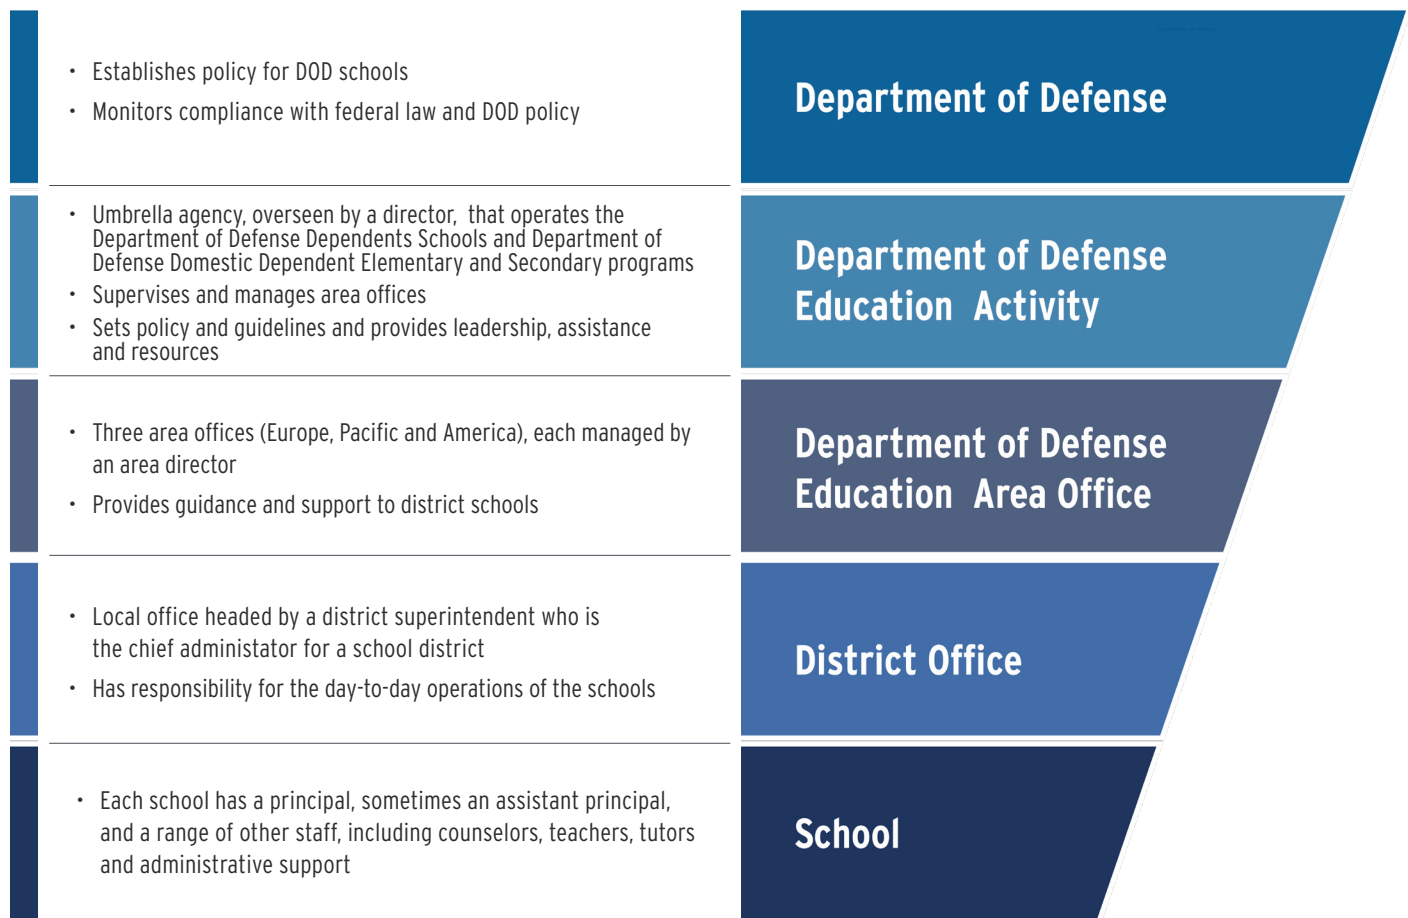 • Establishes policy for DOD schools
• Monitors compliance with federal law and DOD policy
Department of Defense
• Umbrella agency, overseen by a director, that operates the
Department of Defense Dependents Schools and Department of
Defense Domestic Dependent Elementary and Secondary programs
• Supervises and manages area offices
• Sets policy and guidelines and provides leadership, assistance
and resources
Department of Defense
Education Activity
• Three area offices (Europe, Pacific and America), each managed by
an area director
• Provides guidance and support to district schools
Department of Defense
Education Area Office
• Local office headed by a district superintendent who is
the chief administator for a school district
• Has responsibility for the day-to-day operations of the schools
District Office
• Each school has a principal, sometimes an assistant principal,
and a range of other staff, including counselors, teachers, tutors
and administrative support
School